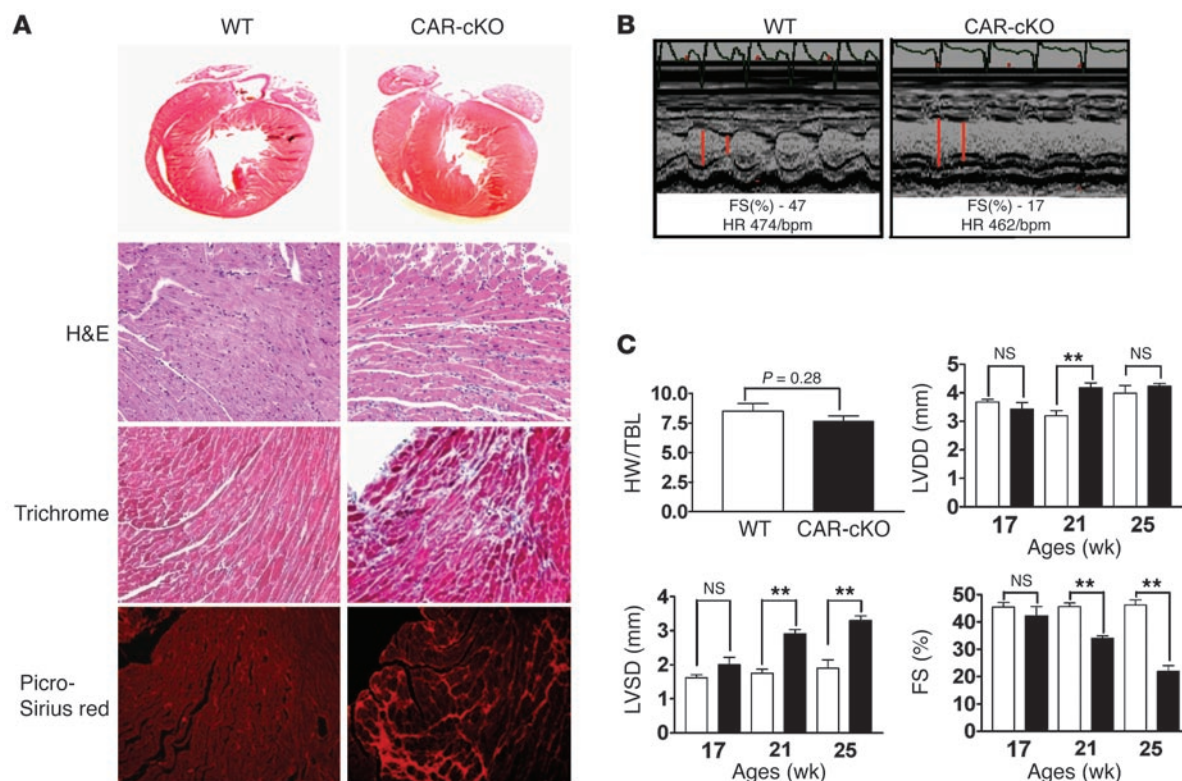 A
WT
CAR-cKO
H&E
Trichrome
Picro-
Sirius red
B
WT
CAR-cKO
FS(%) - 47
HR 474/bpm
FS(%) - 17
HR 462/bpm
C
HW/TBL
10.0
7.5
5.0
2.5
0.0
P = 0.28
WT
CAR-cKO
LVDD (mm)
5
4
3
2
1
0
NS
**
NS
17
21
25
Ages (wk)
LVSD (mm)
4
2
0
NS
**
**
17
21
25
Ages (wk)
FS (%)
50
40
30
20
10
0
NS
**
**
17
21
25
Ages (wk)